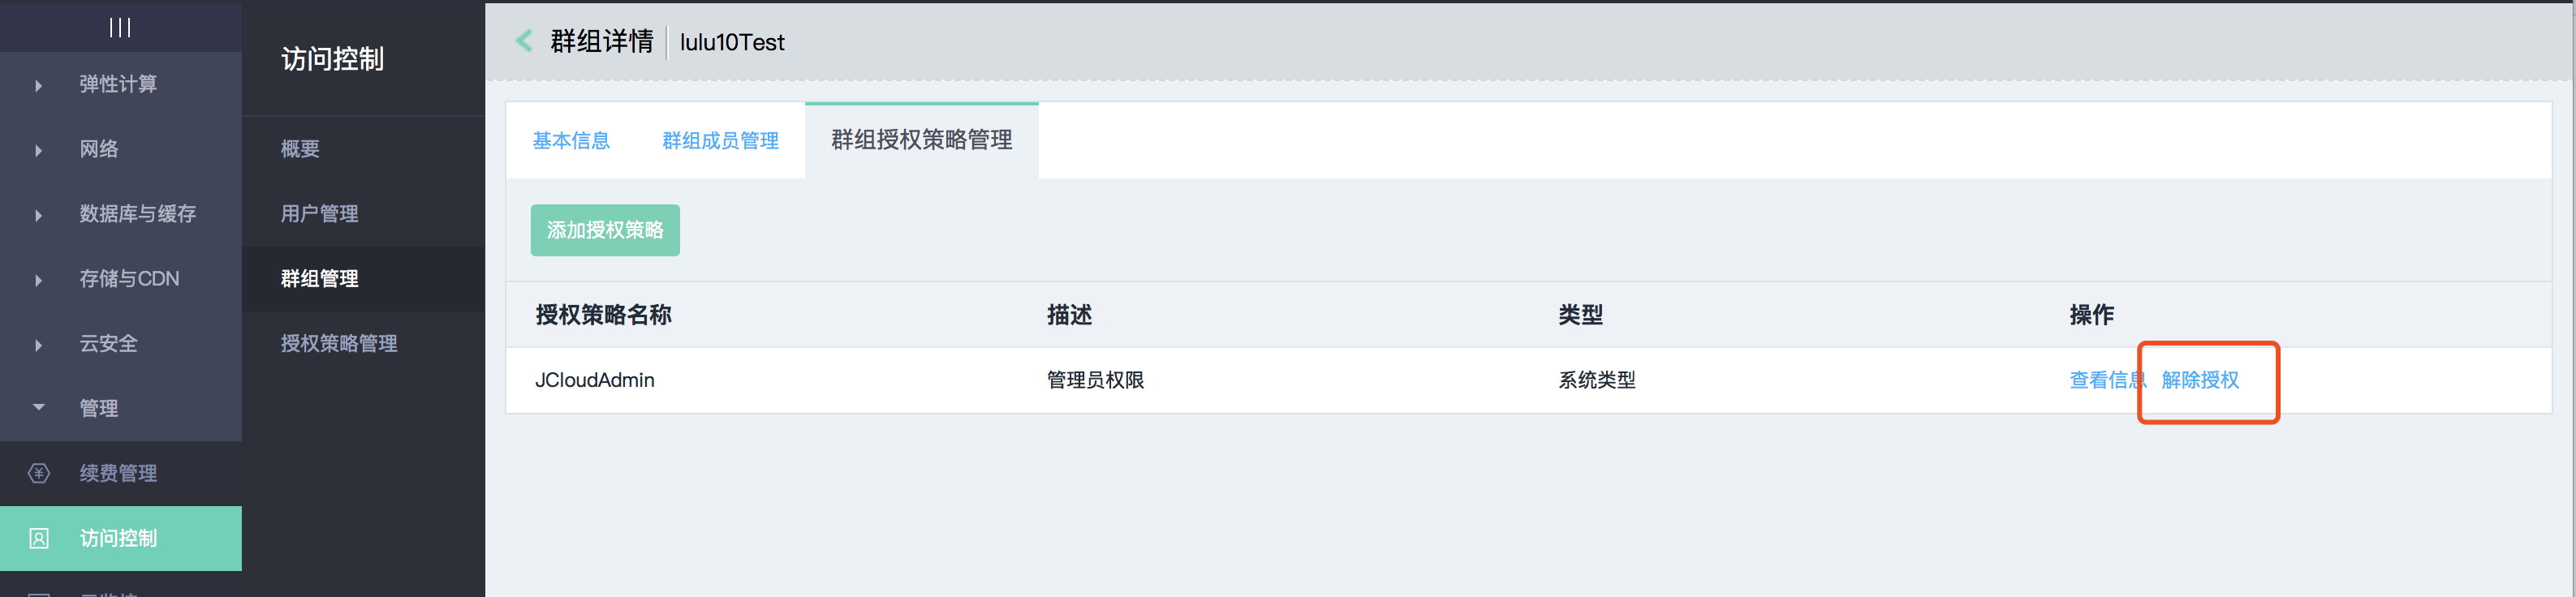 弹性计算
网络
数据库与缓存
存储与CDN
云安全
管理
续费管理
访问控制
访问控制
概要
用户管理
群组管理
授权策略管理
群组详情 lulu10Test
基本信息 群组成员管理 群组授权策略管理
添加授权策略
授权策略名称 描述 类型 操作
JCloudAdmin 管理员权限 系统类型 查看信息 解除授权